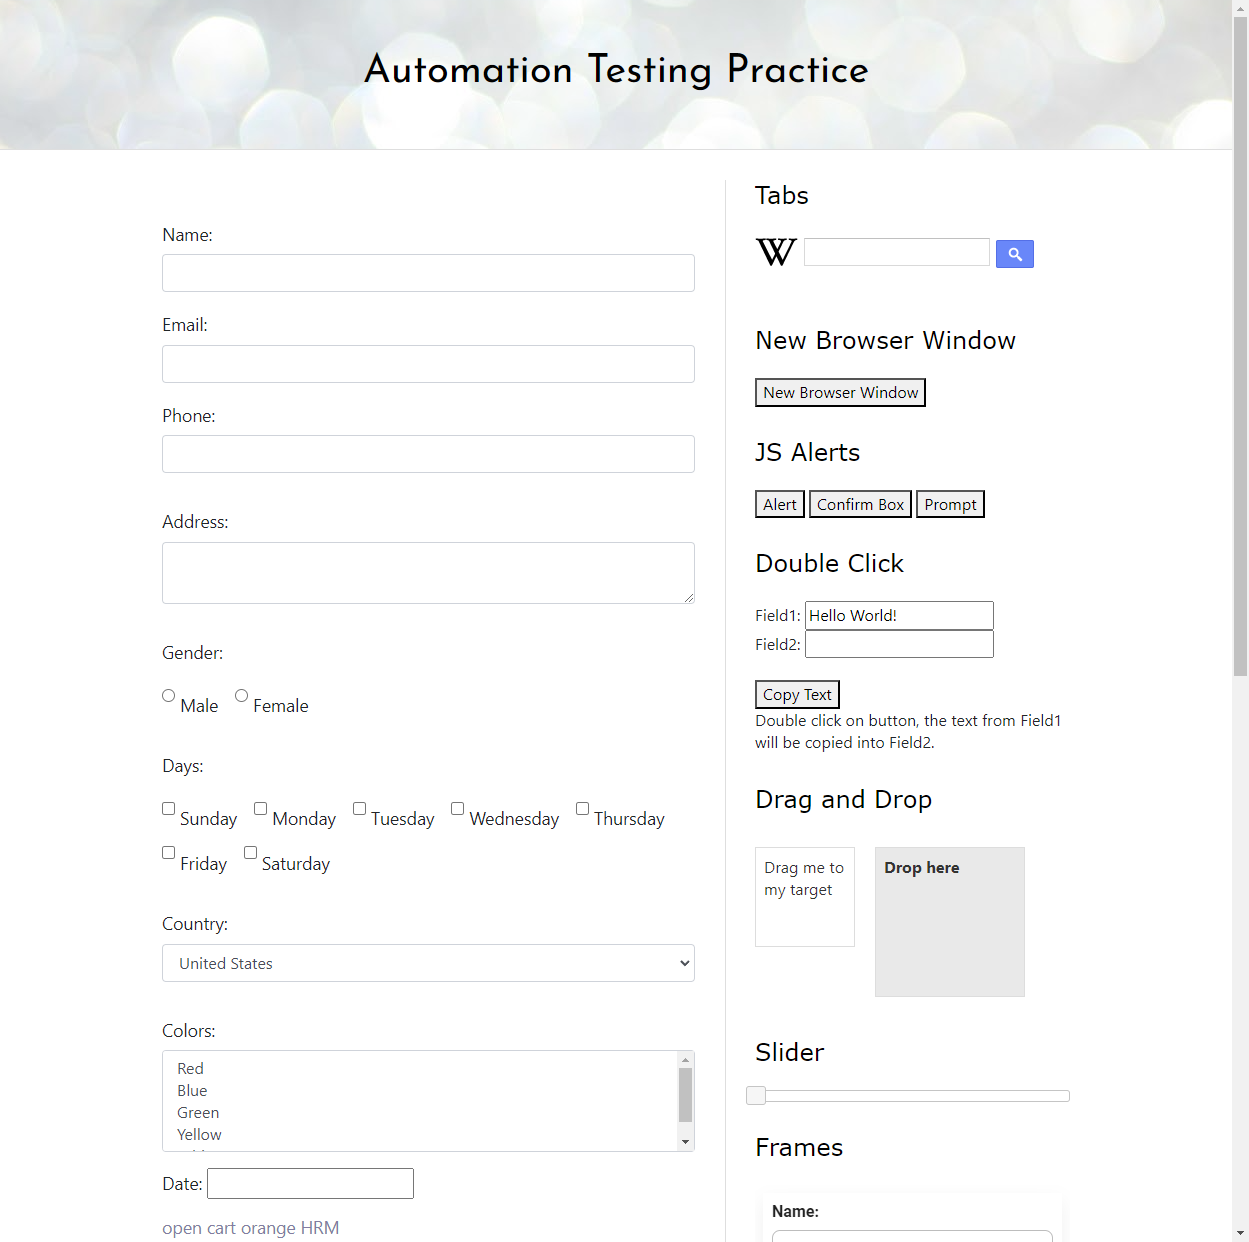 Automation Testing Practice
Name:
Email:
Phone:
Address:
Gender:
Male Female
Days:
Sunday Monday Tuesday Wednesday Thursday
Friday Saturday
Country:
United States
Colors:
Red
Blue
Green
Yellow
Date:
open cart orange HRM
Tabs
W
New Browser Window
New Browser Window
JS Alerts
Alert Confirm Box Prompt
Double Click
Field1: Hello World!
Field2:
Copy Text
Double click on button, the text from Field1
will be copied into Field2.
Drag and Drop
Drag me to
my target
Drop here
Slider
Frames
Name: